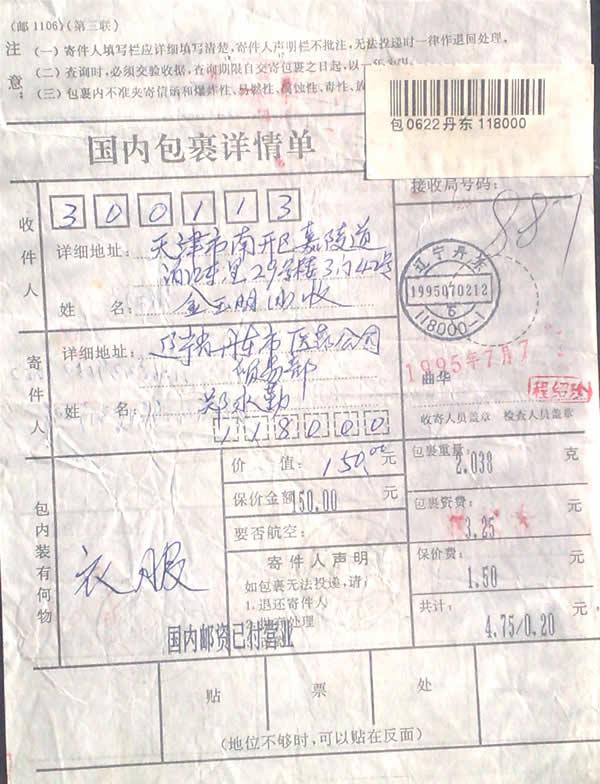 (邮1106)(第三联)
注意：
(一) 寄件人填写栏应详细填写清楚，寄件人声明栏不批注，无法投递时一律作退回处理。
(二) 查询时，必须交验收据，查询期限自交寄包裹之日起，以一
(三) 包裹内不准夹寄信函和爆炸性、易燃性、腐蚀性、毒性、放
包0622 丹东 118000
国内包裹详情单
接收局号码：
887
收件人
300113
详细地址：天津市南开区嘉陵道
里29号楼3门42号
姓 名：金玉明 收
辽宁丹东
1995070212
6
118000-1
寄件人
详细地址：辽宁省丹东市医药公司
贸易部
姓 名：郑永勤
118000
1995年7月7
曲华
程绍玲
收寄人员盖章 检查人员盖章
包内装有何物
衣服
价 值：150.00元
保价金额 150.00 元
要否航空：
寄件人声明
如包裹无法投递，请：
1.退还寄件人
处理
包裹重量：2.038 克
包裹资费：3.25 元
保价费：1.50 元
共计：4.75/0.20 元
国内邮资已付营业
贴 票 处
(地位不够时，可以贴在反面)